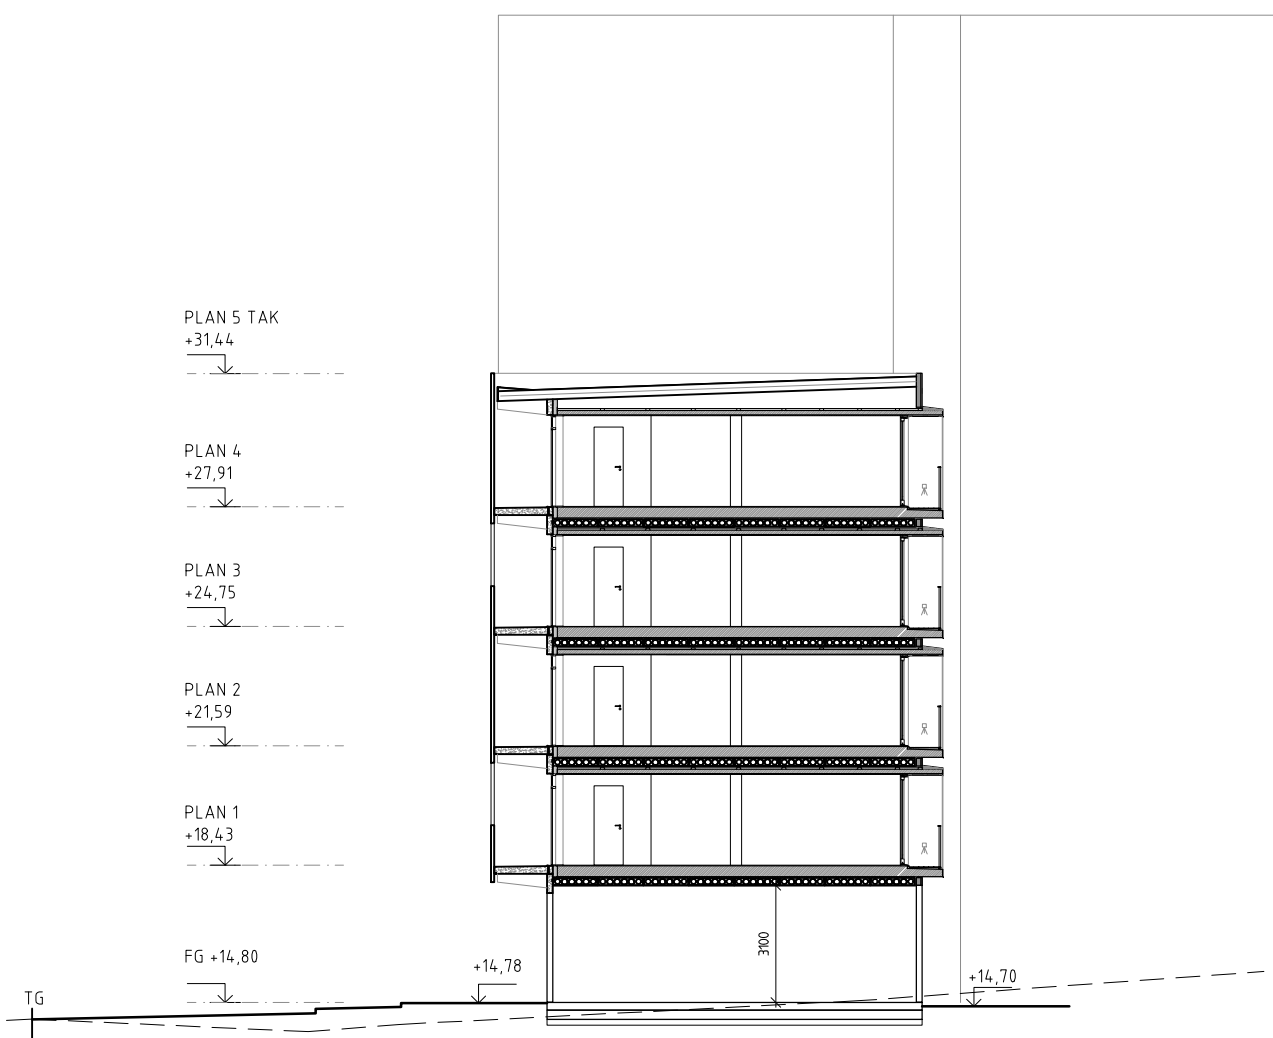 PLAN 5 TAK
+31,44
PLAN 4
+27,91
PLAN 3
+24,75
PLAN 2
+21,59
PLAN 1
+18,43
FG +14,80
+14,78
3100
+14,70
TG